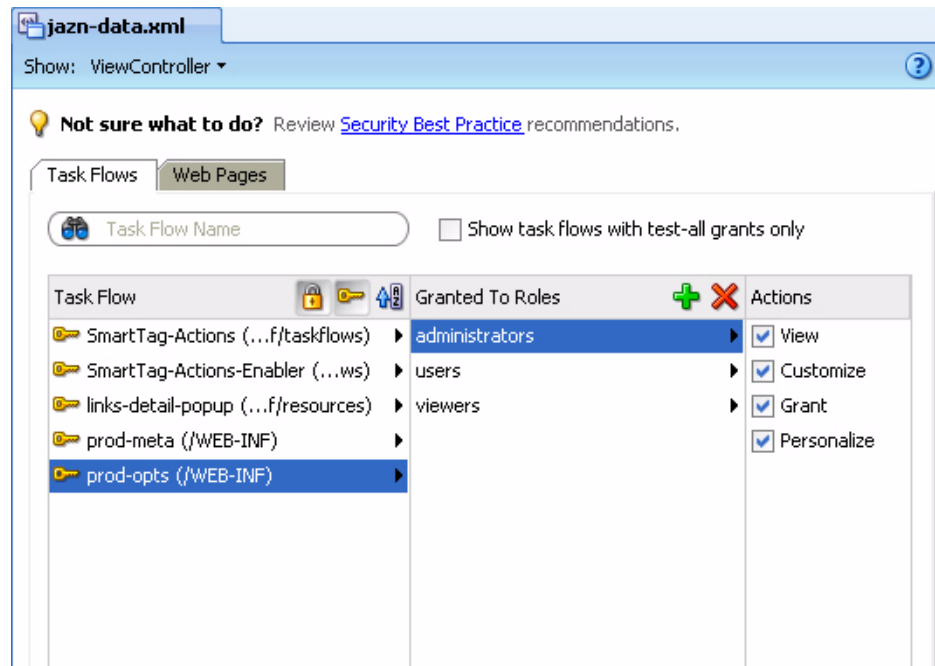 jazn-data.xml
Show: ViewController
Not sure what to do? Review Security Best Practice recommendations.
Task Flows
Web Pages
Task Flow Name
Show task flows with test-all grants only
Task Flow
Granted To Roles
Actions
SmartTag-Actions (...f/taskflows)
SmartTag-Actions-Enabler (...ws)
links-detail-popup (...f/resources)
prod-meta (/WEB-INF)
prod-opts (/WEB-INF)
administrators
users
viewers
View
Customize
Grant
Personalize